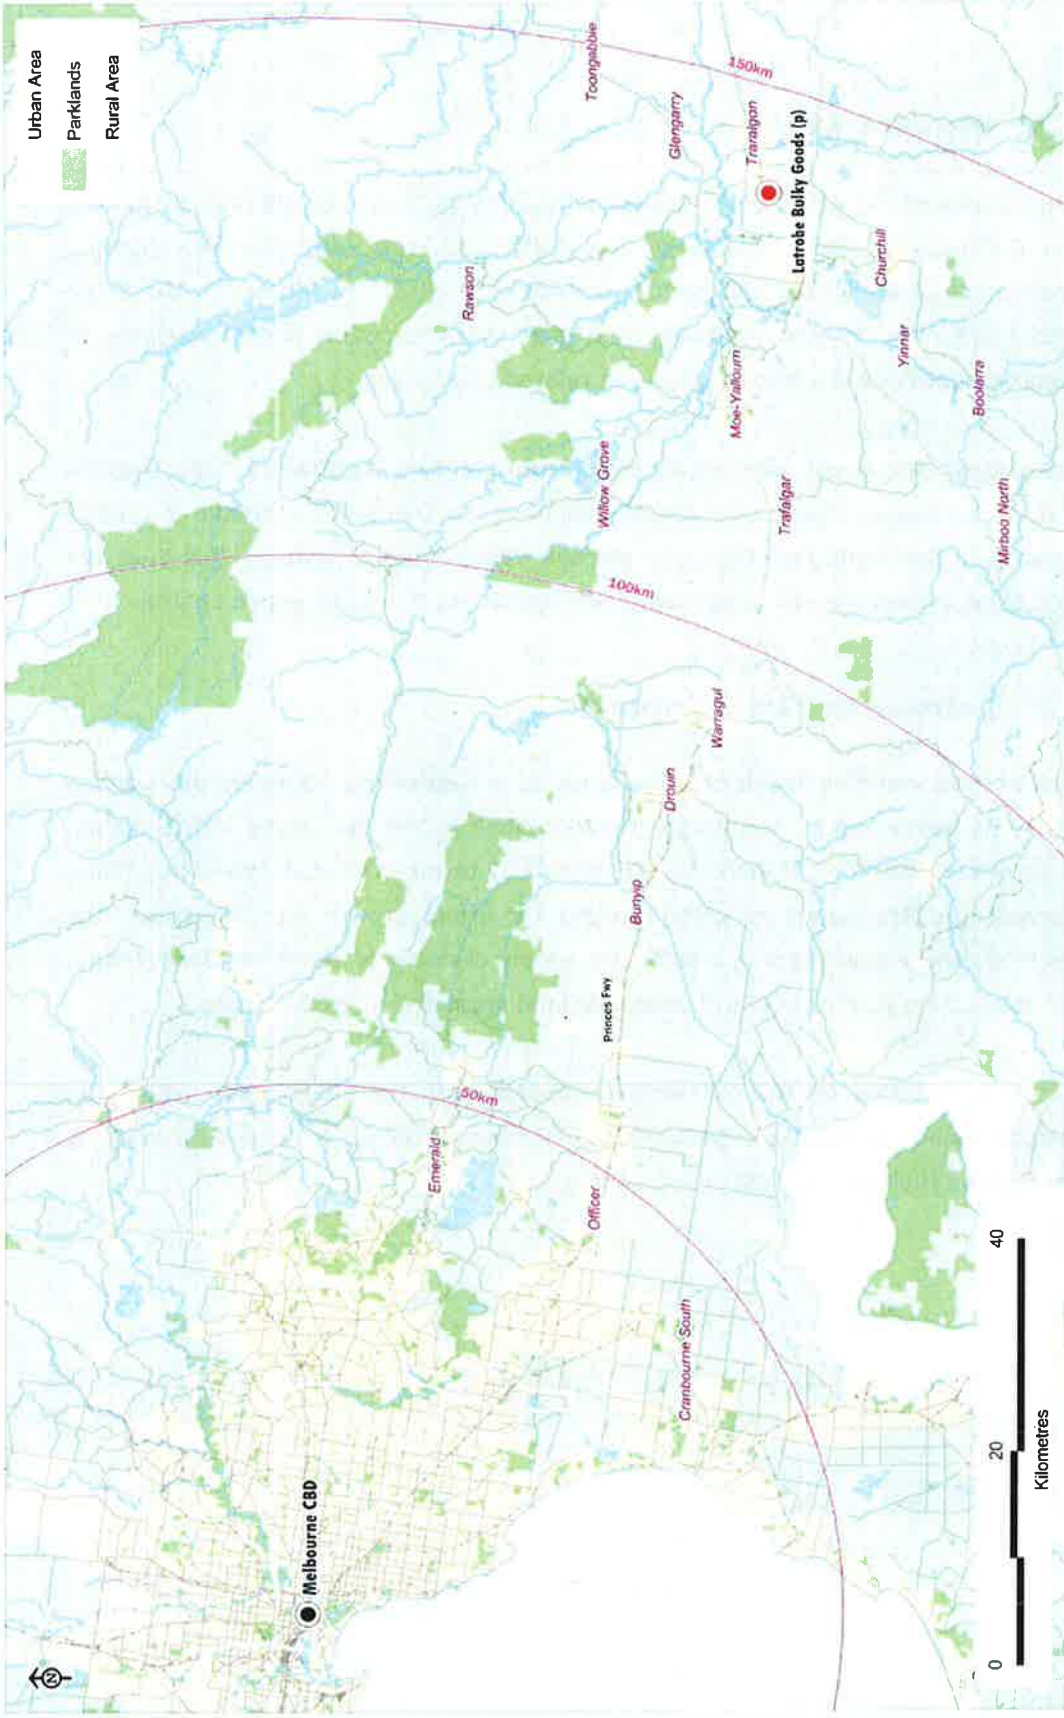 Urban Area
Parklands
Rural Area
N
Melbourne CBD
Emerald
50km
Officer
Cranbourne South
Princes Fwy
Bunyip
Drouin
Warragul
100km
Willow Grove
Rawson
Moe-Yallourn
Trafalgar
Mirboo North
Boolarra
Yinnar
Churchill
Latrobe Bulky Goods (p)
Traralgon
Glengarry
Toongabbie
150km
0
20
40
Kilometres